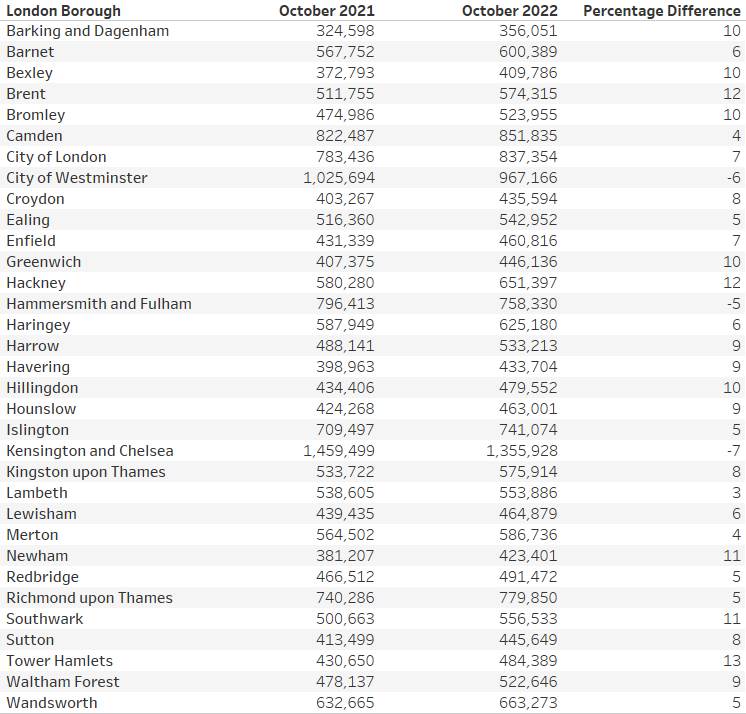 London Borough October 2021 October 2022 Percentage Difference
Barking and Dagenham 324,598 356,051 10
Barnet 567,752 600,389 6
Bexley 372,793 409,786 10
Brent 511,755 574,315 12
Bromley 474,986 523,955 10
Camden 822,487 851,835 4
City of London 783,436 837,354 7
City of Westminster 1,025,694 967,166 -6
Croydon 403,267 435,594 8
Ealing 516,360 542,952 5
Enfield 431,339 460,816 7
Greenwich 407,375 446,136 10
Hackney 580,280 651,397 12
Hammersmith and Fulham 796,413 758,330 -5
Haringey 587,949 625,180 6
Harrow 488,141 533,213 9
Havering 398,963 433,704 9
Hillingdon 434,406 479,552 10
Hounslow 424,268 463,001 9
Islington 709,497 741,074 5
Kensington and Chelsea 1,459,499 1,355,928 -7
Kingston upon Thames 533,722 575,914 8
Lambeth 538,605 553,886 3
Lewisham 439,435 464,879 6
Merton 564,502 586,736 4
Newham 381,207 423,401 11
Redbridge 466,512 491,472 5
Richmond upon Thames 740,286 779,850 5
Southwark 500,663 556,533 11
Sutton 413,499 445,649 8
Tower Hamlets 430,650 484,389 13
Waltham Forest 478,137 522,646 9
Wandsworth 632,665 663,273 5